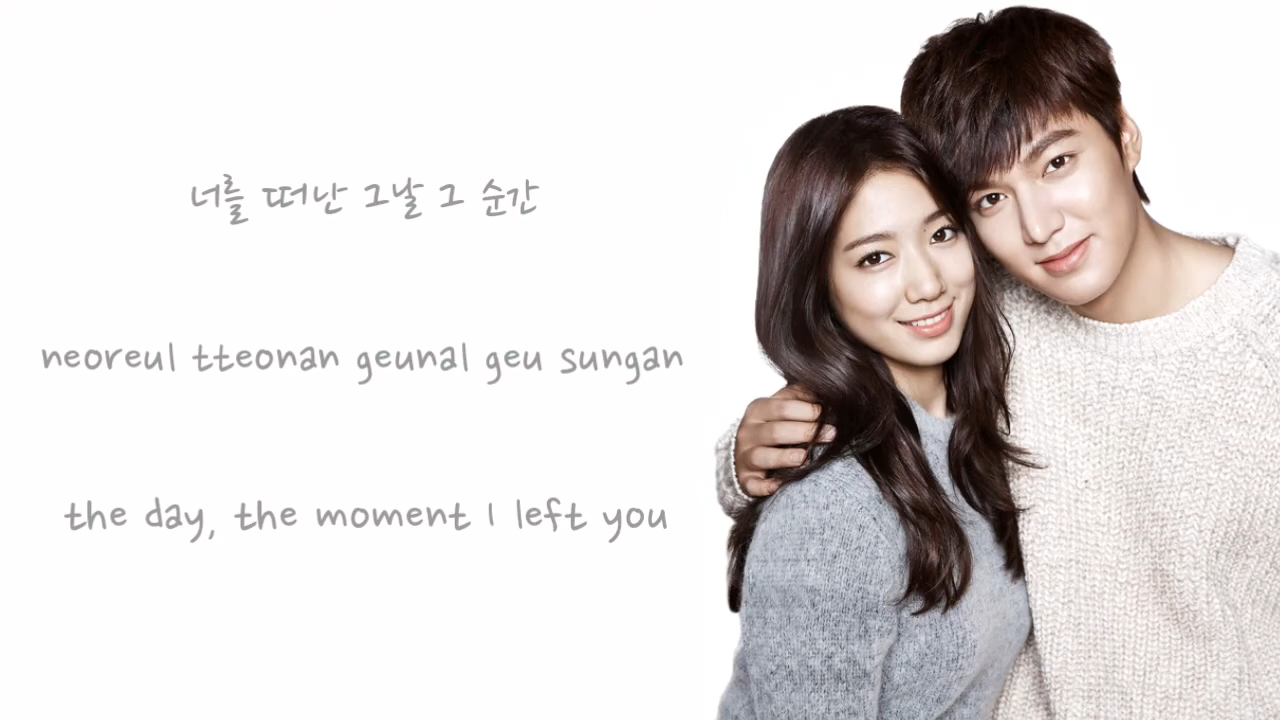 너를 떠난 그날 그 순간
neoreul tteonan geunal geu sungan
the day, the moment I left you